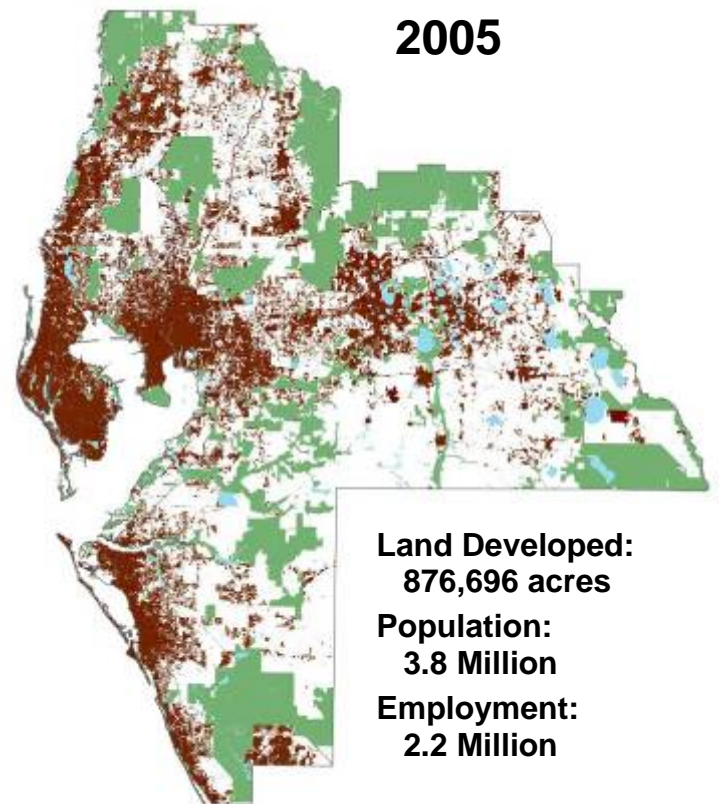 2005
Land Developed:
876,696 acres
Population:
3.8 Million
Employment:
2.2 Million